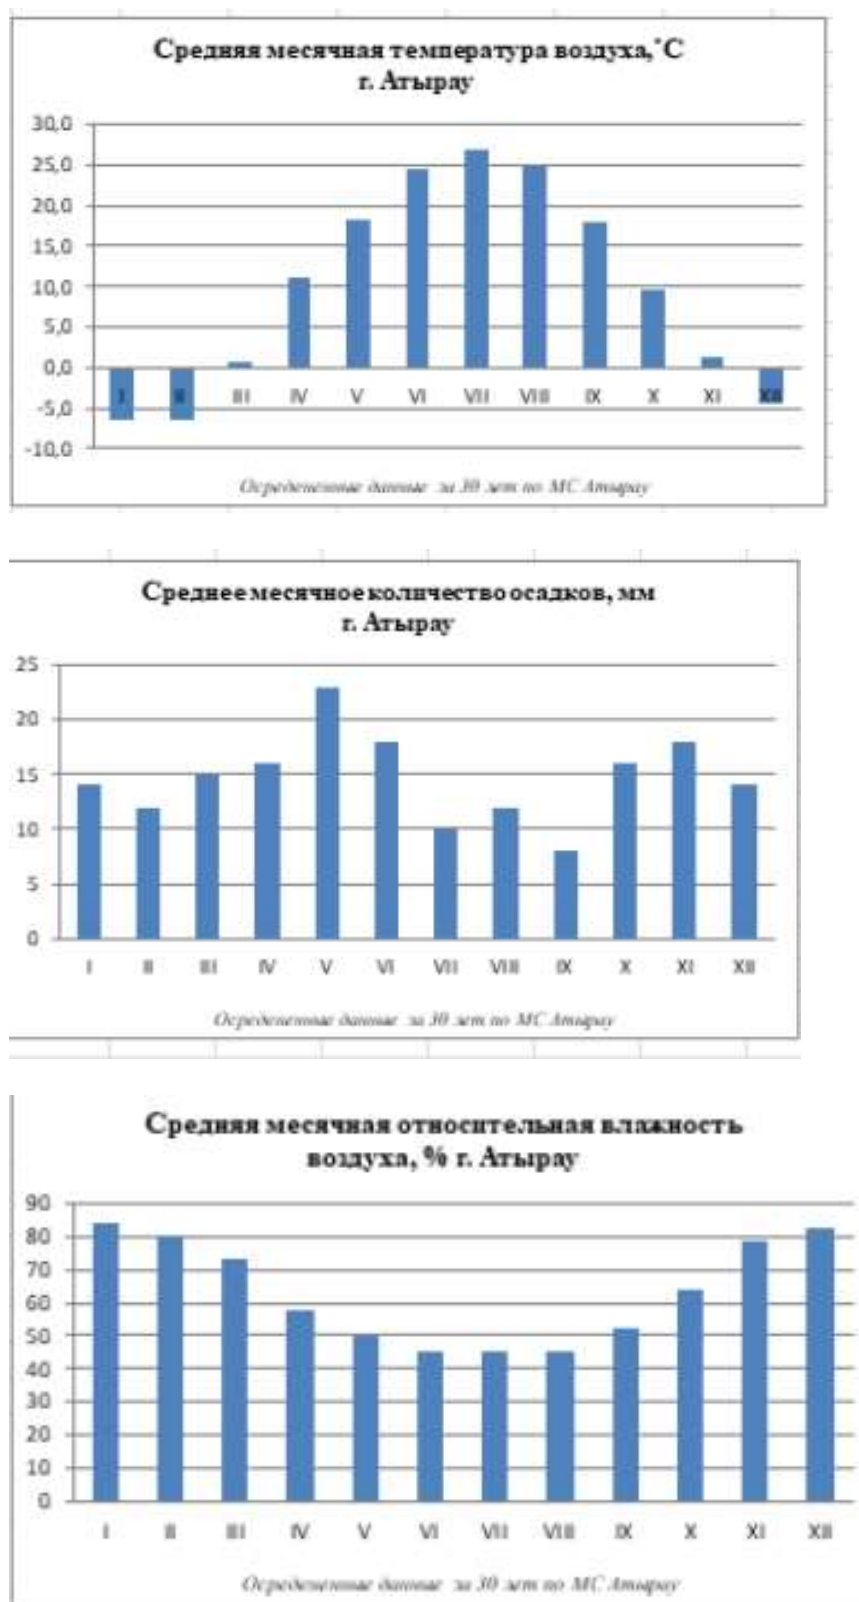 Средняя месячная температура воздуха,˚С
г. Атырау
30,0
25,0
20,0
15,0
10,0
5,0
0,0
-5,0
-10,0
I II III IV V VI VII VIII IX X XI XII
Осредненные данные за 30 лет по МС Атырау
Среднее месячное количество осадков, мм
г. Атырау
25
20
15
10
5
0
I II III IV V VI VII VIII IX X XI XII
Осредненные данные за 30 лет по МС Атырау
Средняя месячная относительная влажность
воздуха, % г. Атырау
90
80
70
60
50
40
30
20
10
0
I II III IV V VI VII VIII IX X XI XII
Осредненные данные за 30 лет по МС Атырау